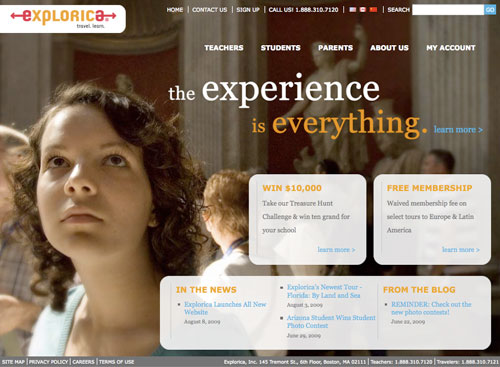 explorica.
travel. learn.
HOME | CONTACT US | SIGN UP | CALL US! 1.888.310.7120 | | SEARCH GO
TEACHERS STUDENTS PARENTS ABOUT US MY ACCOUNT
the experience
is everything. learn more >
WIN $10,000
Take our Treasure Hunt
Challenge & win ten grand for
your school
learn more >
FREE MEMBERSHIP
Waived membership fee on
select tours to Europe & Latin
America
learn more >
IN THE NEWS
Explorica Launches All New
Website
August 8, 2009
Explorica's Newest Tour -
Florida: By Land and Sea
August 3, 2009
Arizona Student Wins Student
Photo Contest
June 29, 2009
FROM THE BLOG
REMINDER: Check out the
new photo contests!
June 22, 2009
SITE MAP | PRIVACY POLICY | CAREERS | TERMS OF USE
Explorica, Inc. 145 Tremont St., 6th Floor, Boston, MA 02111 | Teachers: 1.888.310.7120 | Travelers: 1.888.310.7121